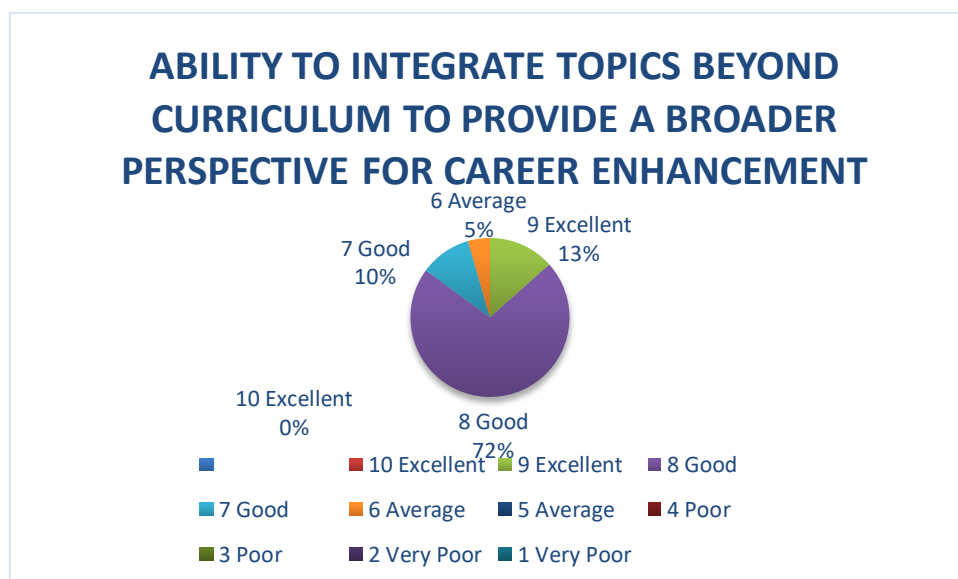 ABILITY TO INTEGRATE TOPICS BEYOND
CURRICULUM TO PROVIDE A BROADER
PERSPECTIVE FOR CAREER ENHANCEMENT
6 Average
5%
9 Excellent
13%
7 Good
10%
10 Excellent
0%
8 Good
72%
10 Excellent 9 Excellent 8 Good
7 Good 6 Average 5 Average 4 Poor
3 Poor 2 Very Poor 1 Very Poor